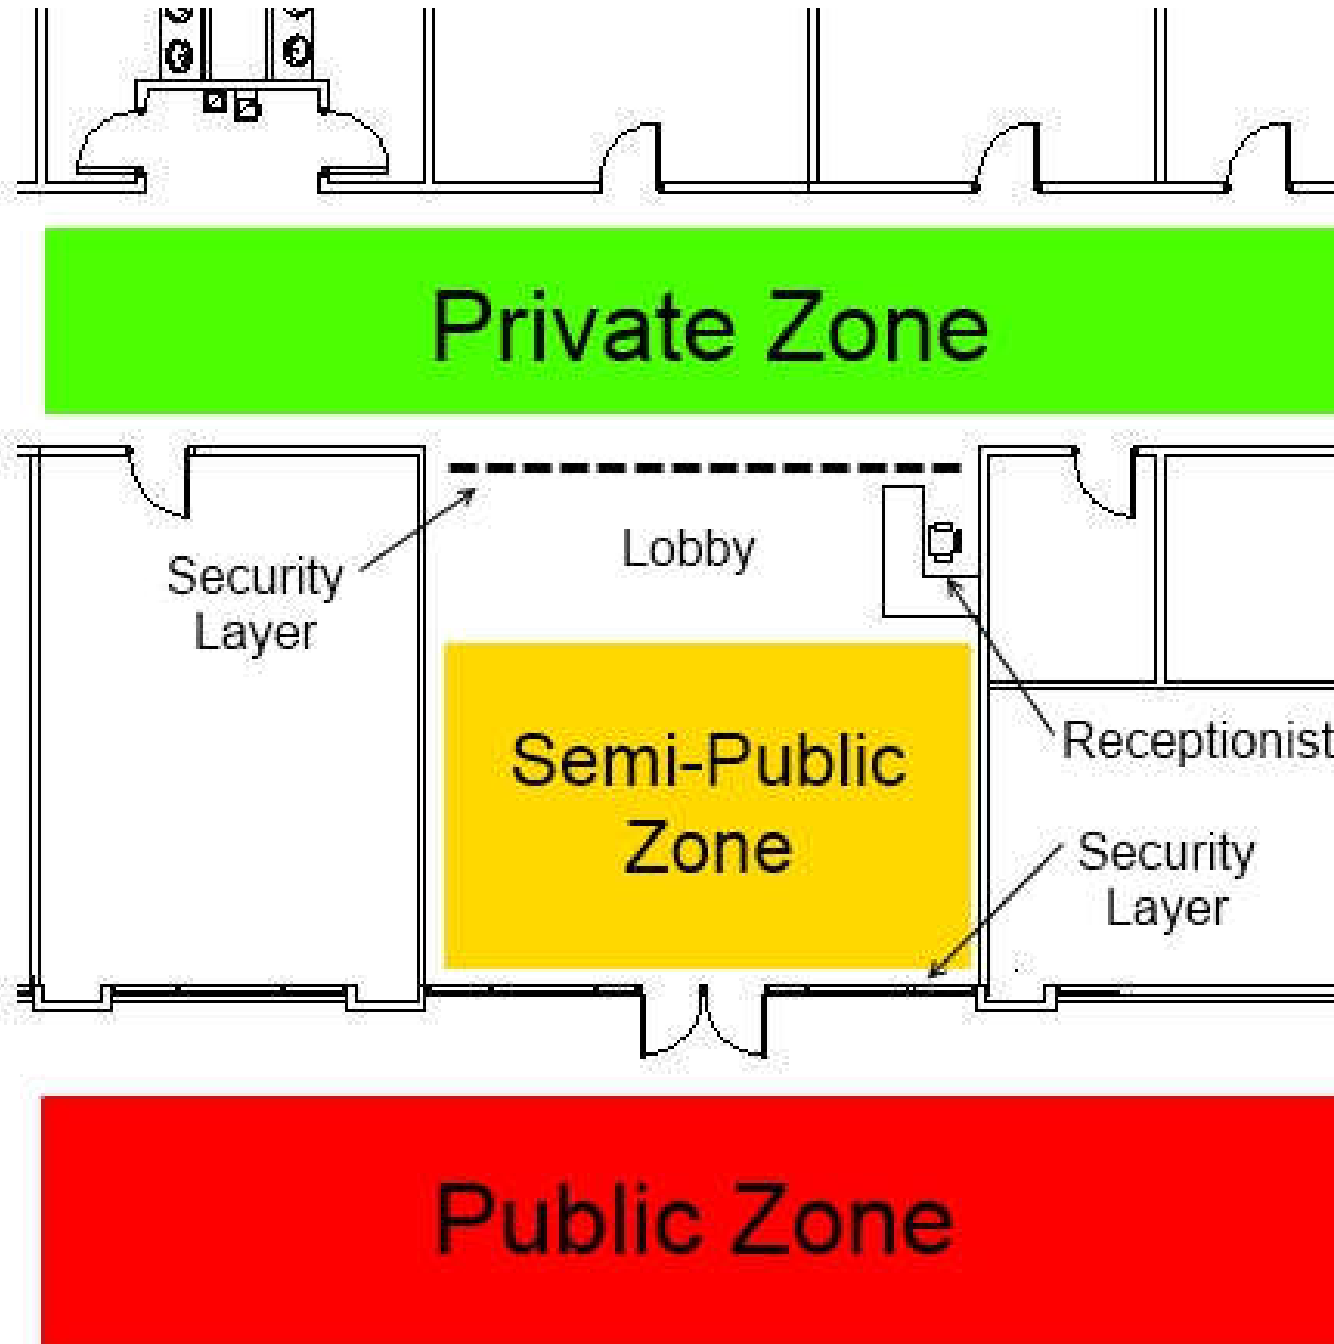 Private Zone
Lobby
Security
Layer
Semi-Public
Zone
Receptionist
Security
Layer
Public Zone